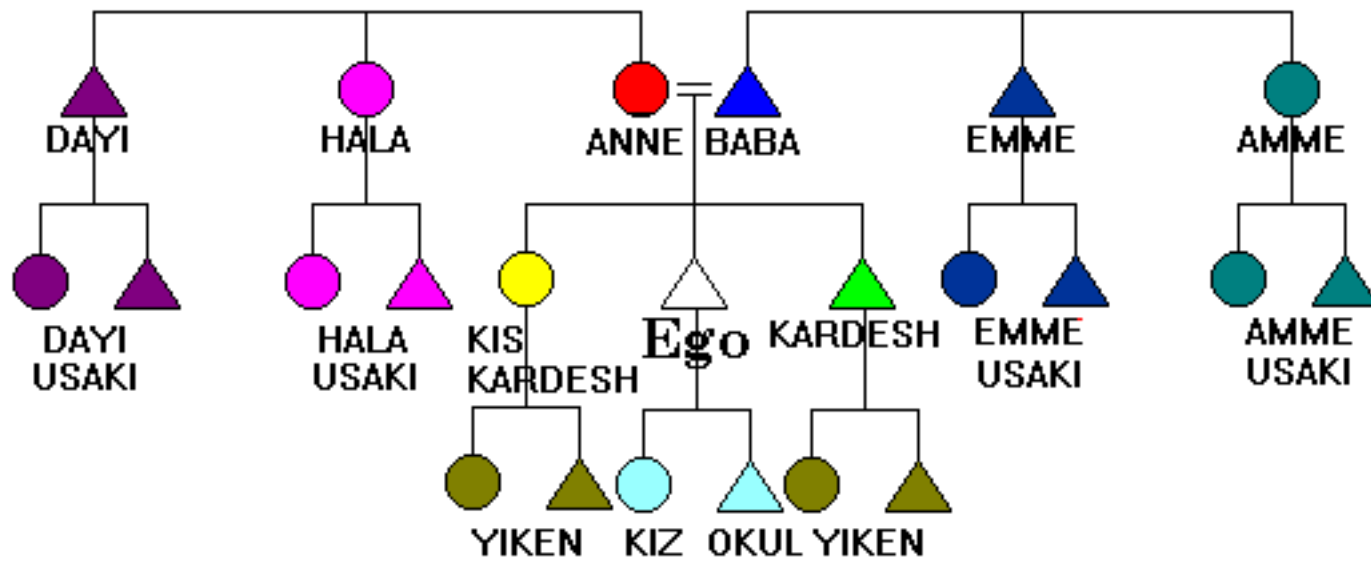 DAYI HALA ANNE BABA EMME AMME
DAYI HALA KIS Ego KARDESH EMME AMME
USAKI USAKI KARDESH USAKI USAKI
YIKEN KIZ OKUL YIKEN